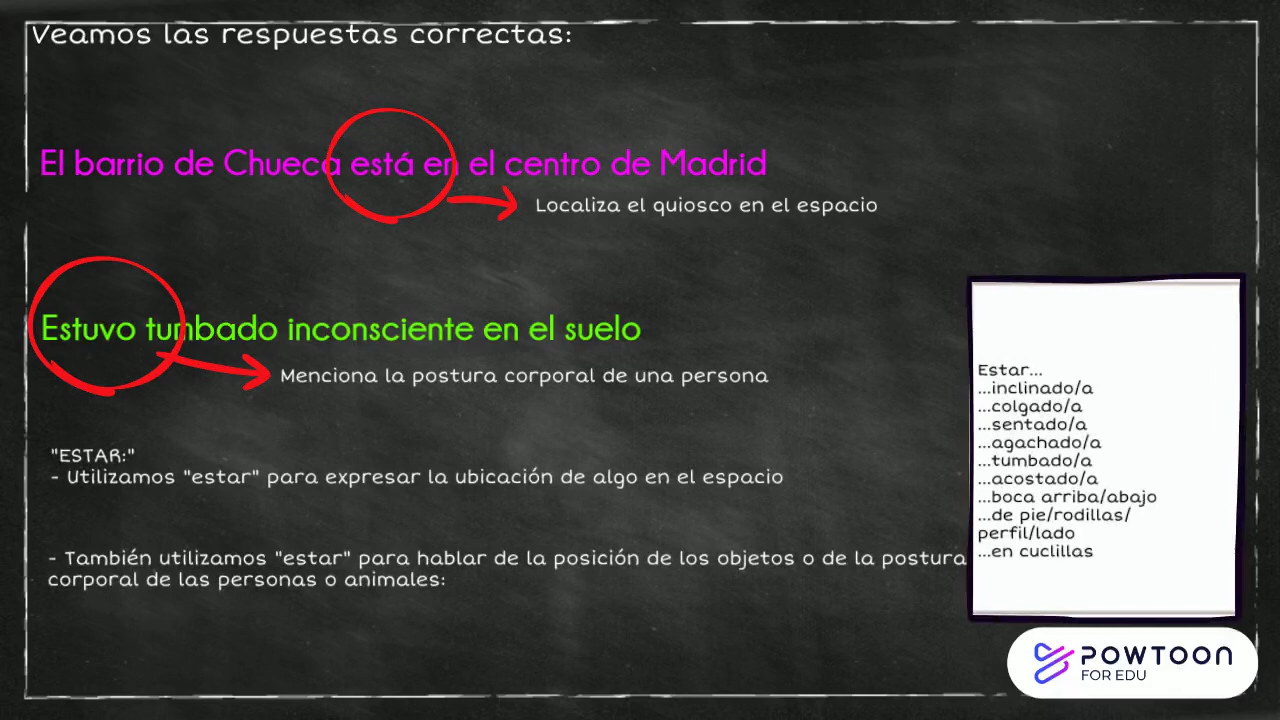 Veamos las respuestas correctas:
El barrio de Chueca está en el centro de Madrid
Localiza el quiosco en el espacio
Estuvo tumbado inconsciente en el suelo
Menciona la postura corporal de una persona
"ESTAR:"
- Utilizamos "estar" para expresar la ubicación de algo en el espacio
- También utilizamos "estar" para hablar de la posición de los objetos o de la postura
corporal de las personas o animales:
Estar...
...inclinado/a
...colgado/a
...sentado/a
...agachado/a
...tumbado/a
...acostado/a
...boca arriba/abajo
...de pie/rodillas/
perfil/lado
...en cuclillas
POWTOON
FOR EDU